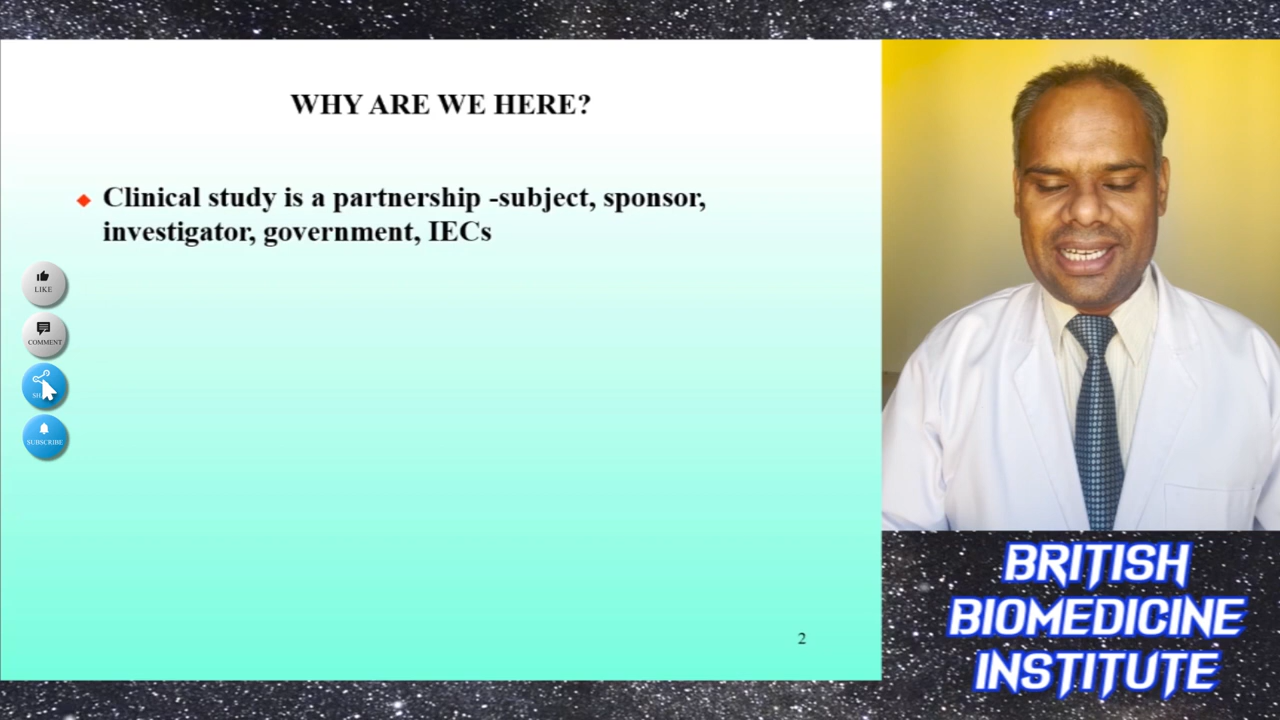 WHY ARE WE HERE?
Clinical study is a partnership -subject, sponsor,
investigator, government, IECs
LIKE
COMMENT
SUBSCRIBE
2
BRITISH
BIOMEDICINE
INSTITUTE